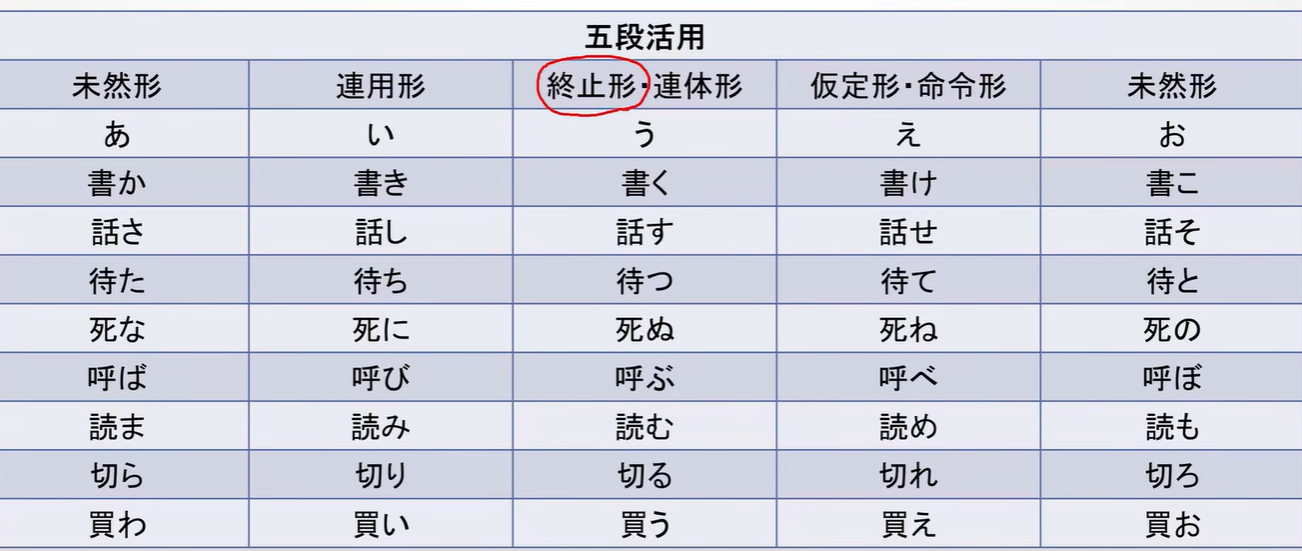 五段活用
未然形 連用形 終止形・連体形 仮定形・命令形 未然形
あ い う え お
書か 書き 書く 書け 書こ
話さ 話し 話す 話せ 話そ
待た 待ち 待つ 待て 待と
死な 死に 死ぬ 死ね 死の
呼ば 呼び 呼ぶ 呼べ 呼ぼ
読ま 読み 読む 読め 読も
切ら 切り 切る 切れ 切ろ
買わ 買い 買う 買え 買お